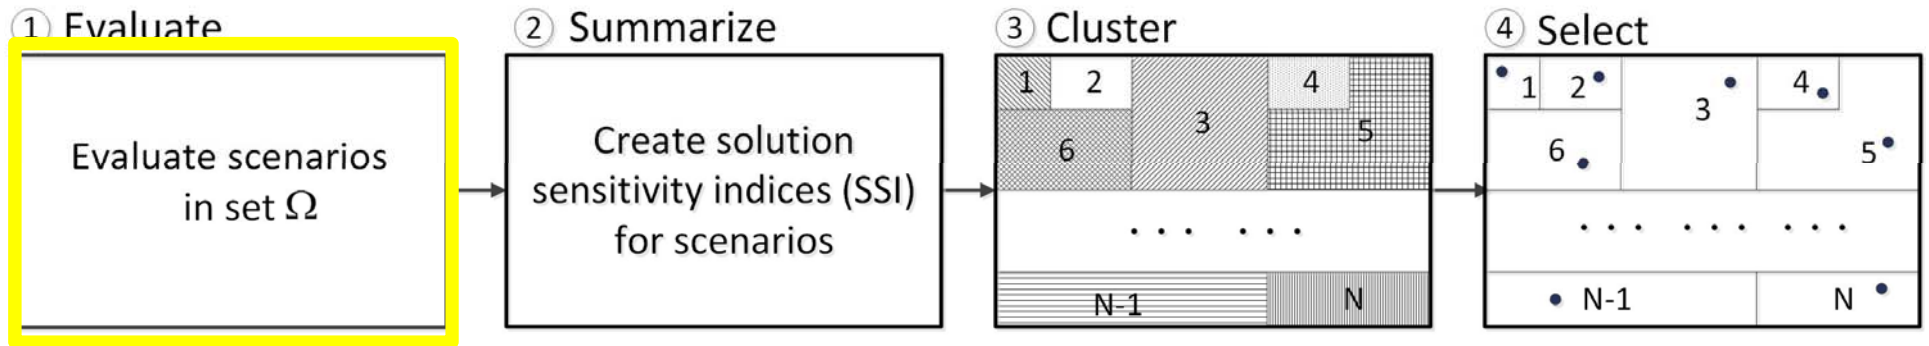 ① Evaluate
Evaluate scenarios
in set Ω
② Summarize
Create solution
sensitivity indices (SSI)
for scenarios
③ Cluster
1 2 3 4 5 6
. . . . . .
N-1 N
④ Select
1 2 3 4 5 6
. . . . . . . . .
N-1 N